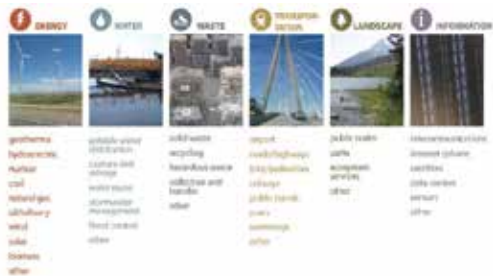 ENERGY
geothermal
hydroelectric
nuclear
coal
natural gas
oil/refinery
wind
solar
biomass
other
WATER
potable water
distribution
capture and
storage
water reuse
stormwater
management
flood control
other
WASTE
solid waste
recycling
hazardous waste
collection and
transfer
other
TRANSPOR-
TATION
airport
roads/highways
bike/pedestrian
railways
public transit
ports
waterways
other
LANDSCAPE
public realm
parks
ecosystem
services
other
INFORMATION
telecommunications
internet /phone
satellites
data centers
sensors
other